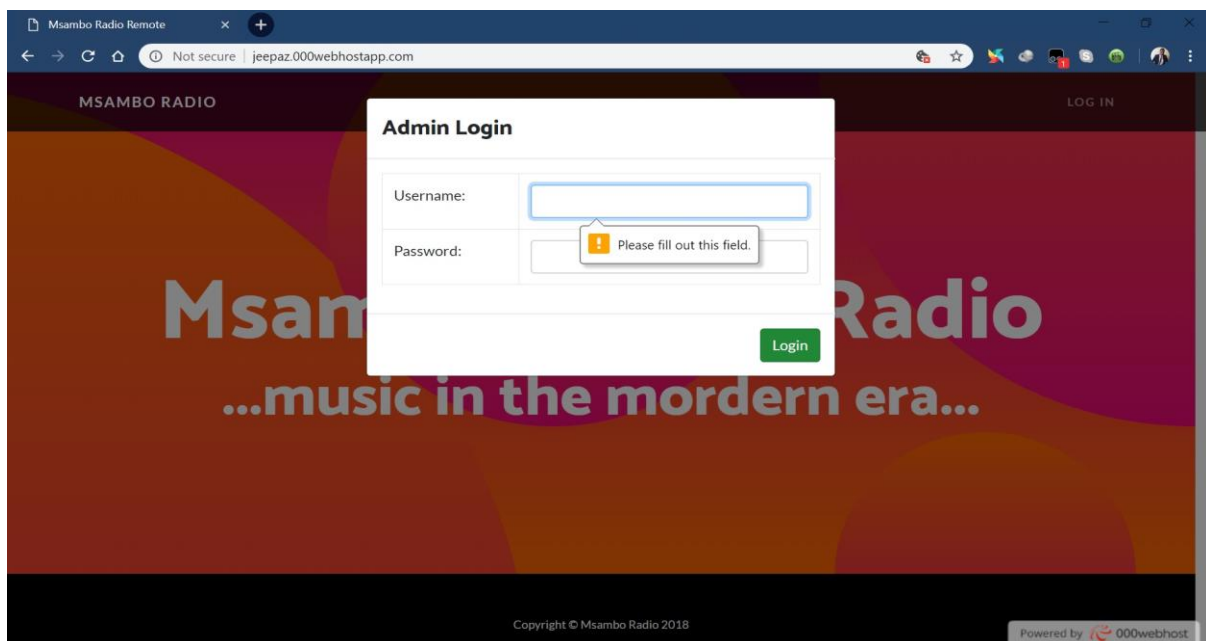 Msambo Radio Remote
Not secure | jeepaz.000webhostapp.com
MSAMBO RADIO
LOG IN
Admin Login
Username:
Please fill out this field.
Password:
Msam Radio
Login
...music in the mordern era...
Copyright © Msambo Radio 2018
Powered by 000webhost